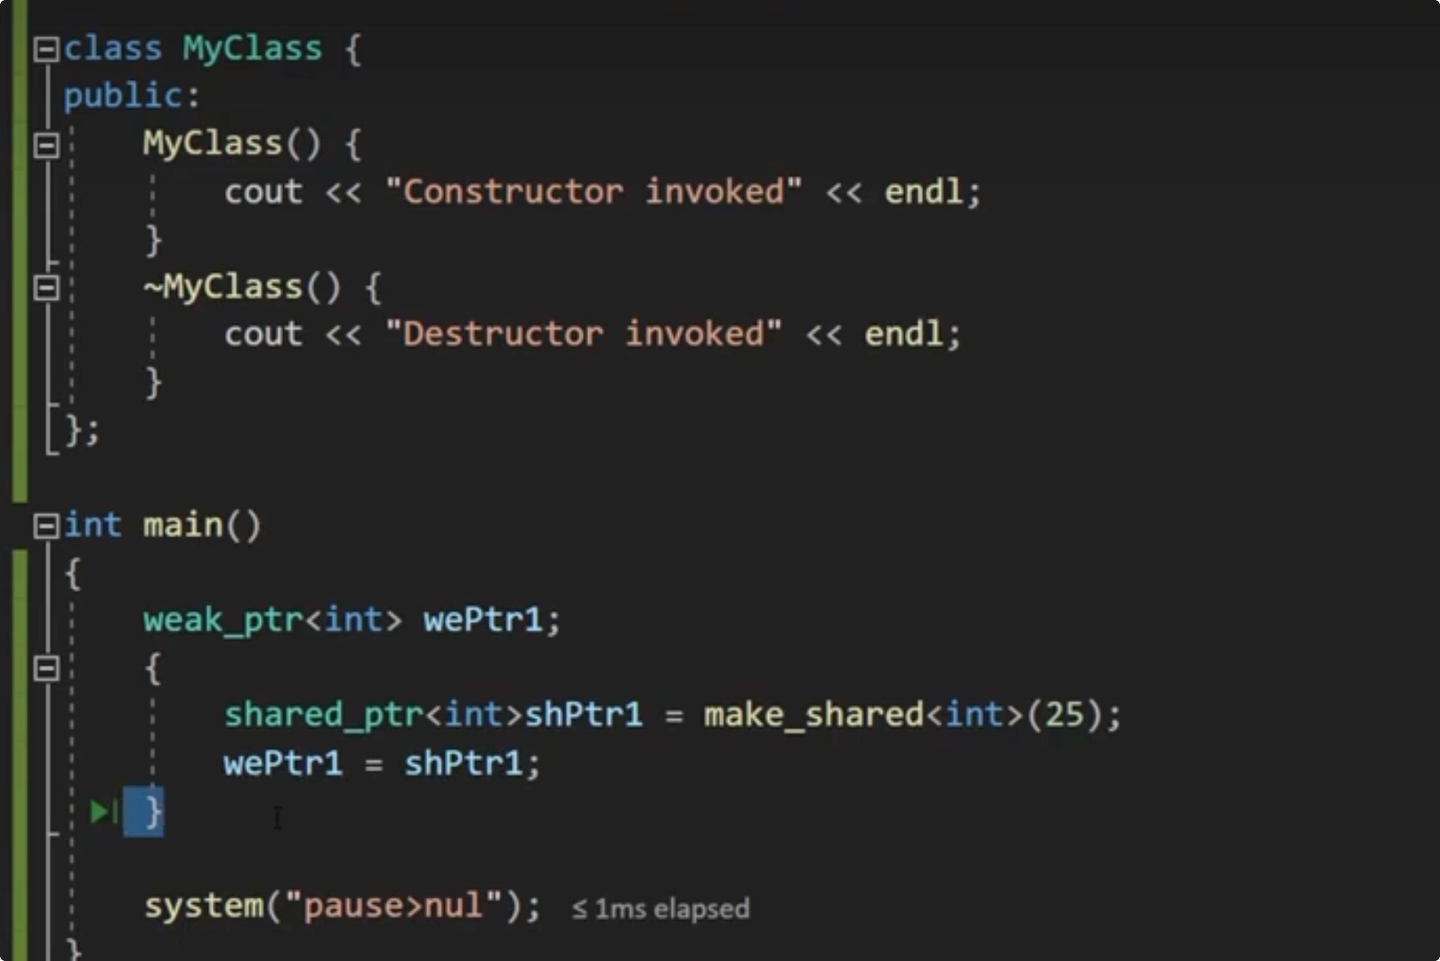 class MyClass {
public:
    MyClass() {
        cout << "Constructor invoked" << endl;
    }
    ~MyClass() {
        cout << "Destructor invoked" << endl;
    }
};
int main()
{
    weak_ptr<int> wePtr1;
    {
        shared_ptr<int>shPtr1 = make_shared<int>(25);
        wePtr1 = shPtr1;
    }
    system("pause>nul"); ≤ 1ms elapsed
}